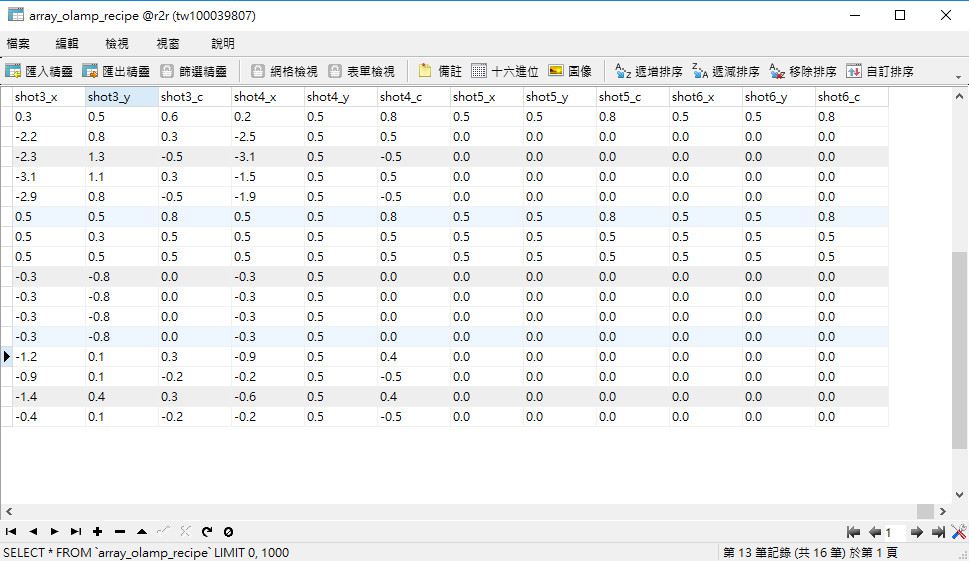 array_olamp_recipe @r2r (tw100039807)
檔案 編輯 檢視 視窗 說明
匯入精靈 匯出精靈 篩選精靈 網格檢視 表單檢視 備註 十六進位 圖像 遞增排序 遞減排序 移除排序 自訂排序
shot3_x shot3_y shot3_c shot4_x shot4_y shot4_c shot5_x shot5_y shot5_c shot6_x shot6_y shot6_c
0.3 0.5 0.6 0.2 0.5 0.8 0.5 0.5 0.8 0.5 0.5 0.8
-2.2 0.8 0.3 -2.5 0.5 0.5 0.0 0.0 0.0 0.0 0.0 0.0
-2.3 1.3 -0.5 -3.1 0.5 -0.5 0.0 0.0 0.0 0.0 0.0 0.0
-3.1 1.1 0.3 -1.5 0.5 0.5 0.0 0.0 0.0 0.0 0.0 0.0
-2.9 0.8 -0.5 -1.9 0.5 -0.5 0.0 0.0 0.0 0.0 0.0 0.0
0.5 0.5 0.8 0.5 0.5 0.8 0.5 0.5 0.8 0.5 0.5 0.8
0.5 0.3 0.5 0.5 0.5 0.5 0.5 0.5 0.5 0.5 0.5 0.5
0.5 0.5 0.5 0.5 0.5 0.5 0.5 0.5 0.5 0.5 0.5 0.5
-0.3 -0.8 0.0 -0.3 0.5 0.0 0.0 0.0 0.0 0.0 0.0 0.0
-0.3 -0.8 0.0 -0.3 0.5 0.0 0.0 0.0 0.0 0.0 0.0 0.0
-0.3 -0.8 0.0 -0.3 0.5 0.0 0.0 0.0 0.0 0.0 0.0 0.0
-0.3 -0.8 0.0 -0.3 0.5 0.0 0.0 0.0 0.0 0.0 0.0 0.0
-1.2 0.1 0.3 -0.9 0.5 0.4 0.0 0.0 0.0 0.0 0.0 0.0
-0.9 0.1 -0.2 -0.2 0.5 -0.5 0.0 0.0 0.0 0.0 0.0 0.0
-1.4 0.4 0.3 -0.6 0.5 0.4 0.0 0.0 0.0 0.0 0.0 0.0
-0.4 0.1 -0.2 -0.2 0.5 -0.5 0.0 0.0 0.0 0.0 0.0 0.0
1
SELECT * FROM `array_olamp_recipe` LIMIT 0, 1000 第 13 筆記錄 (共 16 筆) 於第 1 頁